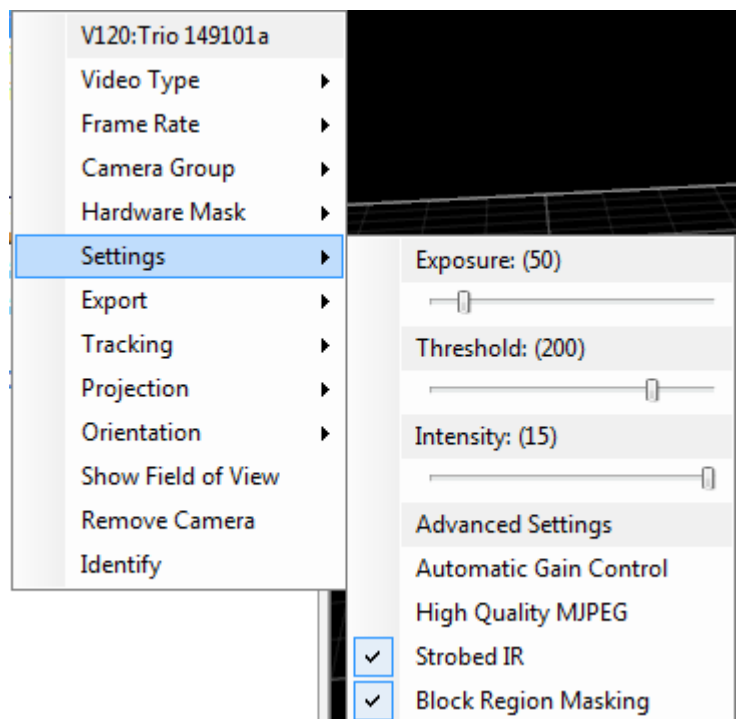 V120:Trio 149101a
Video Type
Frame Rate
Camera Group
Hardware Mask
Settings
Export
Tracking
Projection
Orientation
Show Field of View
Remove Camera
Identify
Exposure: (50)
Threshold: (200)
Intensity: (15)
Advanced Settings
Automatic Gain Control
High Quality MJPEG
Strobed IR
Block Region Masking